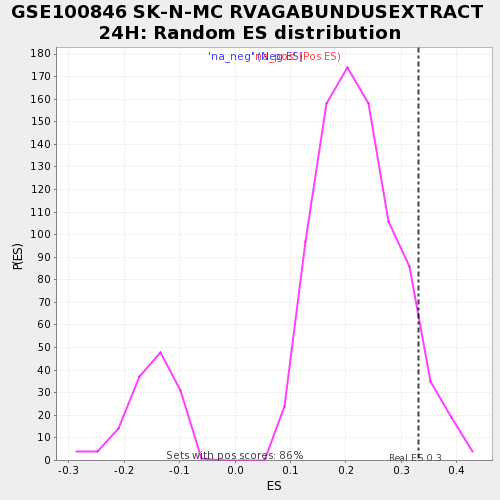 GSE100846 SK-N-MC RVAGABUNDUSEXTRACT
24H: Random ES distribution
'na_neg' (Neg ES)
'na_pos' (Pos ES)
180
170
160
150
140
130
120
110
100
90
80
70
60
50
40
30
20
10
0
P(ES)
Sets with pos scores: 86%
Real ES 0.3
-0.3 -0.2 -0.1 0.0 0.1 0.2 0.3 0.4
ES